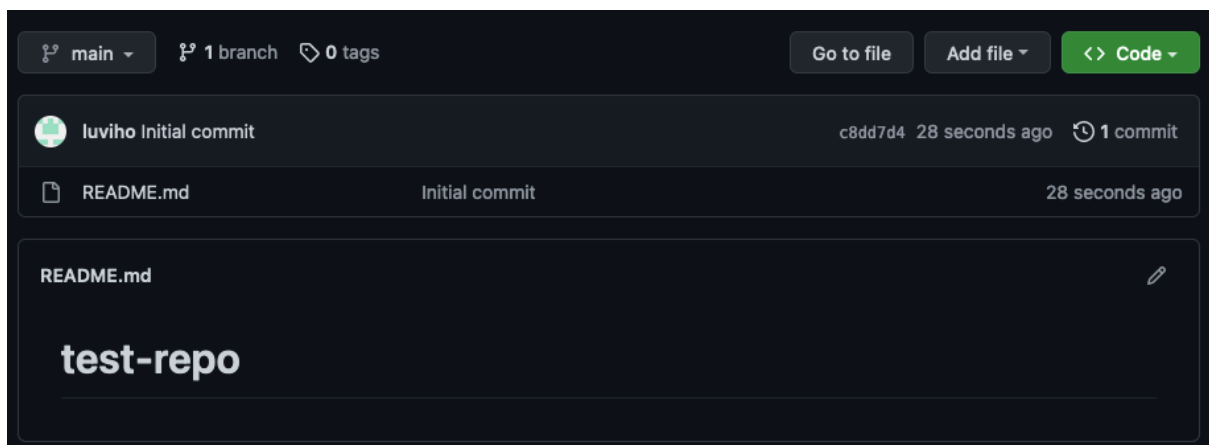 main 1 branch 0 tags Go to file Add file <> Code
luviho Initial commit c8dd7d4 28 seconds ago 1 commit
README.md Initial commit 28 seconds ago
README.md
test-repo